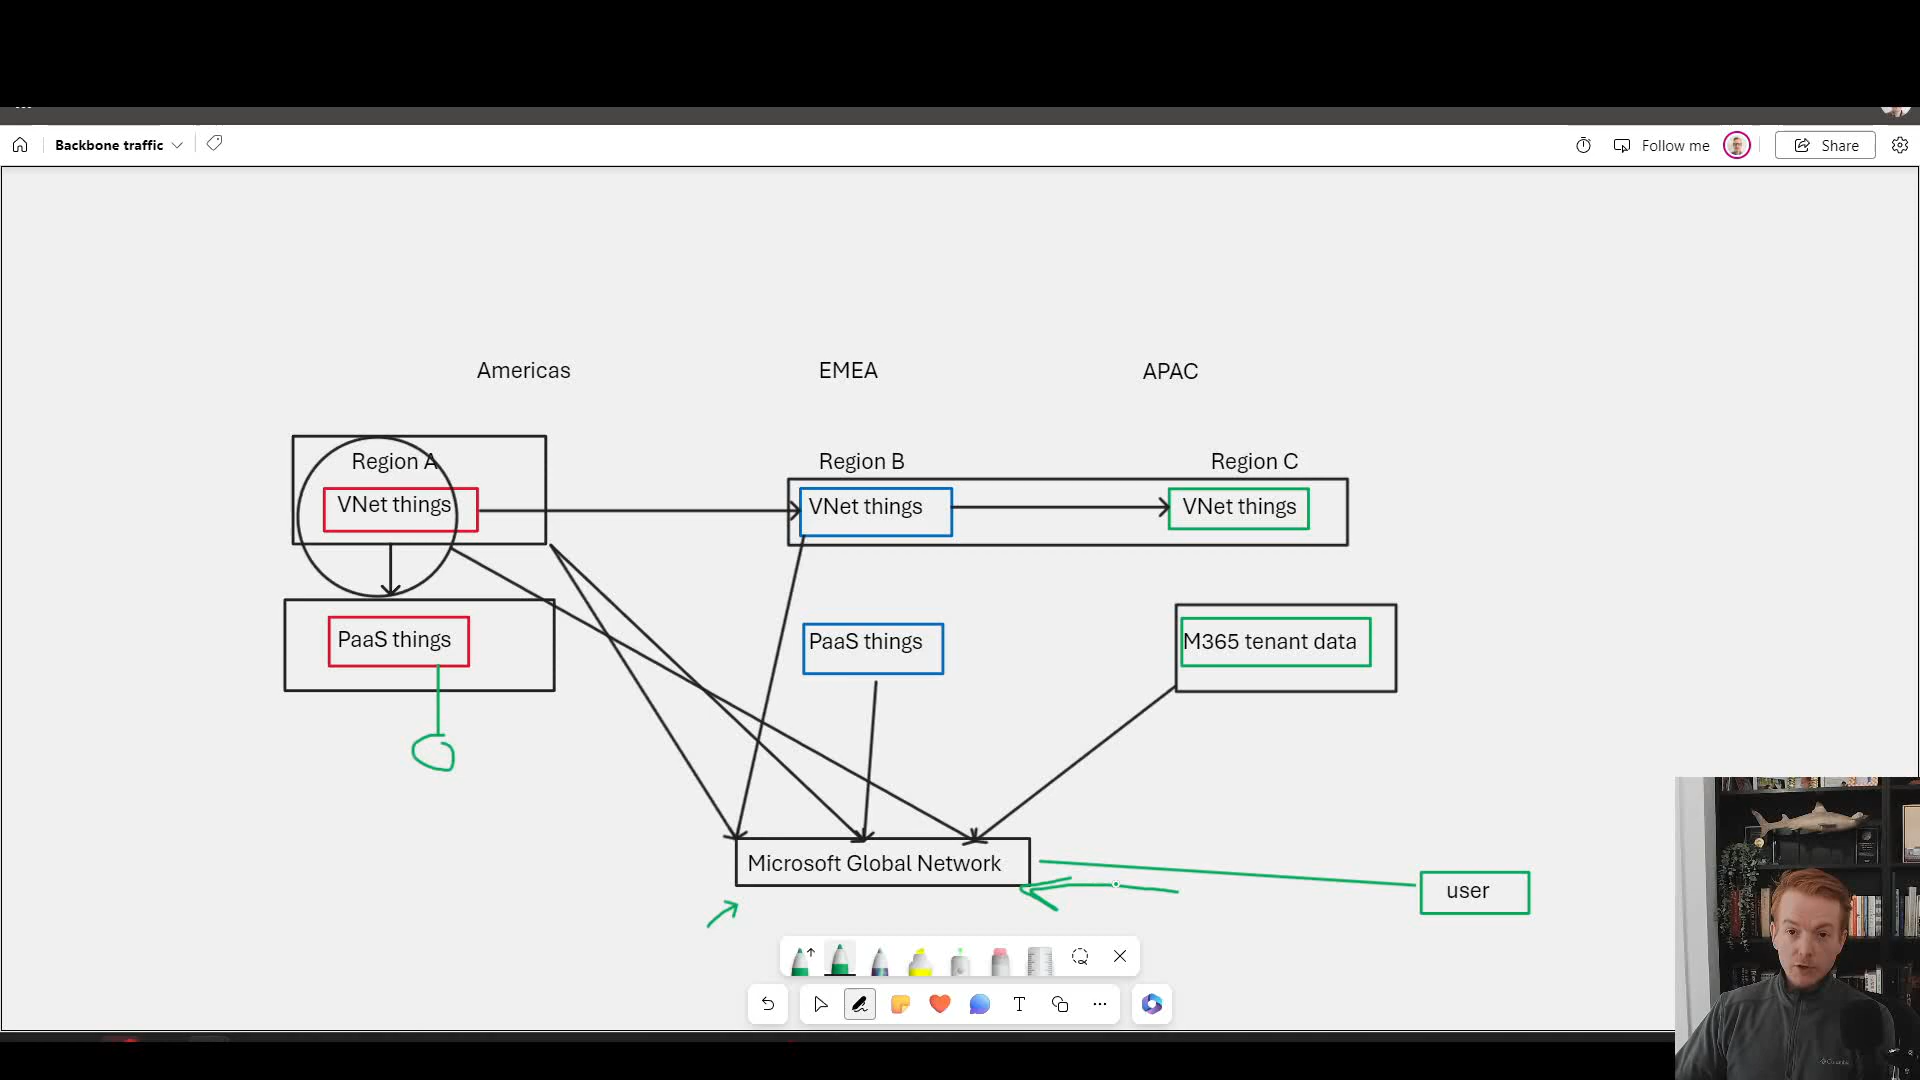 Backbone traffic
Follow me
Share
Americas
EMEA
APAC
Region A
Region B
Region C
VNet things
VNet things
VNet things
PaaS things
PaaS things
M365 tenant data
Microsoft Global Network
user